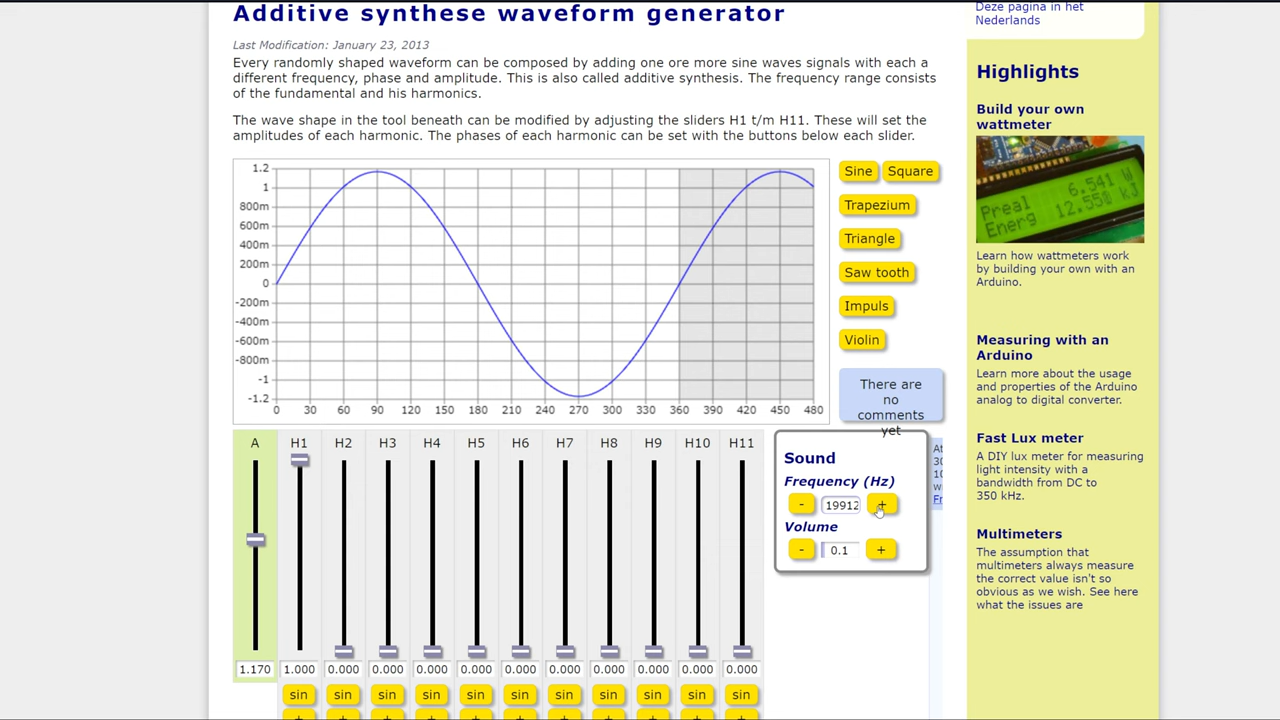 Additive synthese waveform generator
Last Modification: January 23, 2013
Every randomly shaped waveform can be composed by adding one ore more sine waves signals with each a
different frequency, phase and amplitude. This is also called additive synthesis. The frequency range consists
of the fundamental and his harmonics.
The wave shape in the tool beneath can be modified by adjusting the sliders H1 t/m H11. These will set the
amplitudes of each harmonic. The phases of each harmonic can be set with the buttons below each slider.
1.2
1
800m
600m
400m
200m
0
-200m
-400m
-600m
-800m
-1
-1.2
0 30 60 90 120 150 180 210 240 270 300 330 360 390 420 450 480
Sine Square
Trapezium
Triangle
Saw tooth
Impuls
Violin
There are
no
comments
yet
A H1 H2 H3 H4 H5 H6 H7 H8 H9 H10 H11
1.170 1.000 0.000 0.000 0.000 0.000 0.000 0.000 0.000 0.000 0.000 0.000
sin sin sin sin sin sin sin sin sin sin sin
+ + + + + + + + + + +
Sound
Frequency (Hz)
- 19912 +
Volume
- 0.1 +
Deze pagina in het
Nederlands
Highlights
Build your own
wattmeter
Preal 6.541 W
Energ 12.550 kJ
Learn how wattmeters work
by building your own with an
Arduino.
Measuring with an
Arduino
Learn more about the usage
and properties of the Arduino
analog to digital converter.
Fast Lux meter
A DIY lux meter for measuring
light intensity with a
bandwidth from DC to
350 kHz.
Multimeters
The assumption that
multimeters always measure
the correct value isn't so
obvious as we wish. See here
what the issues are